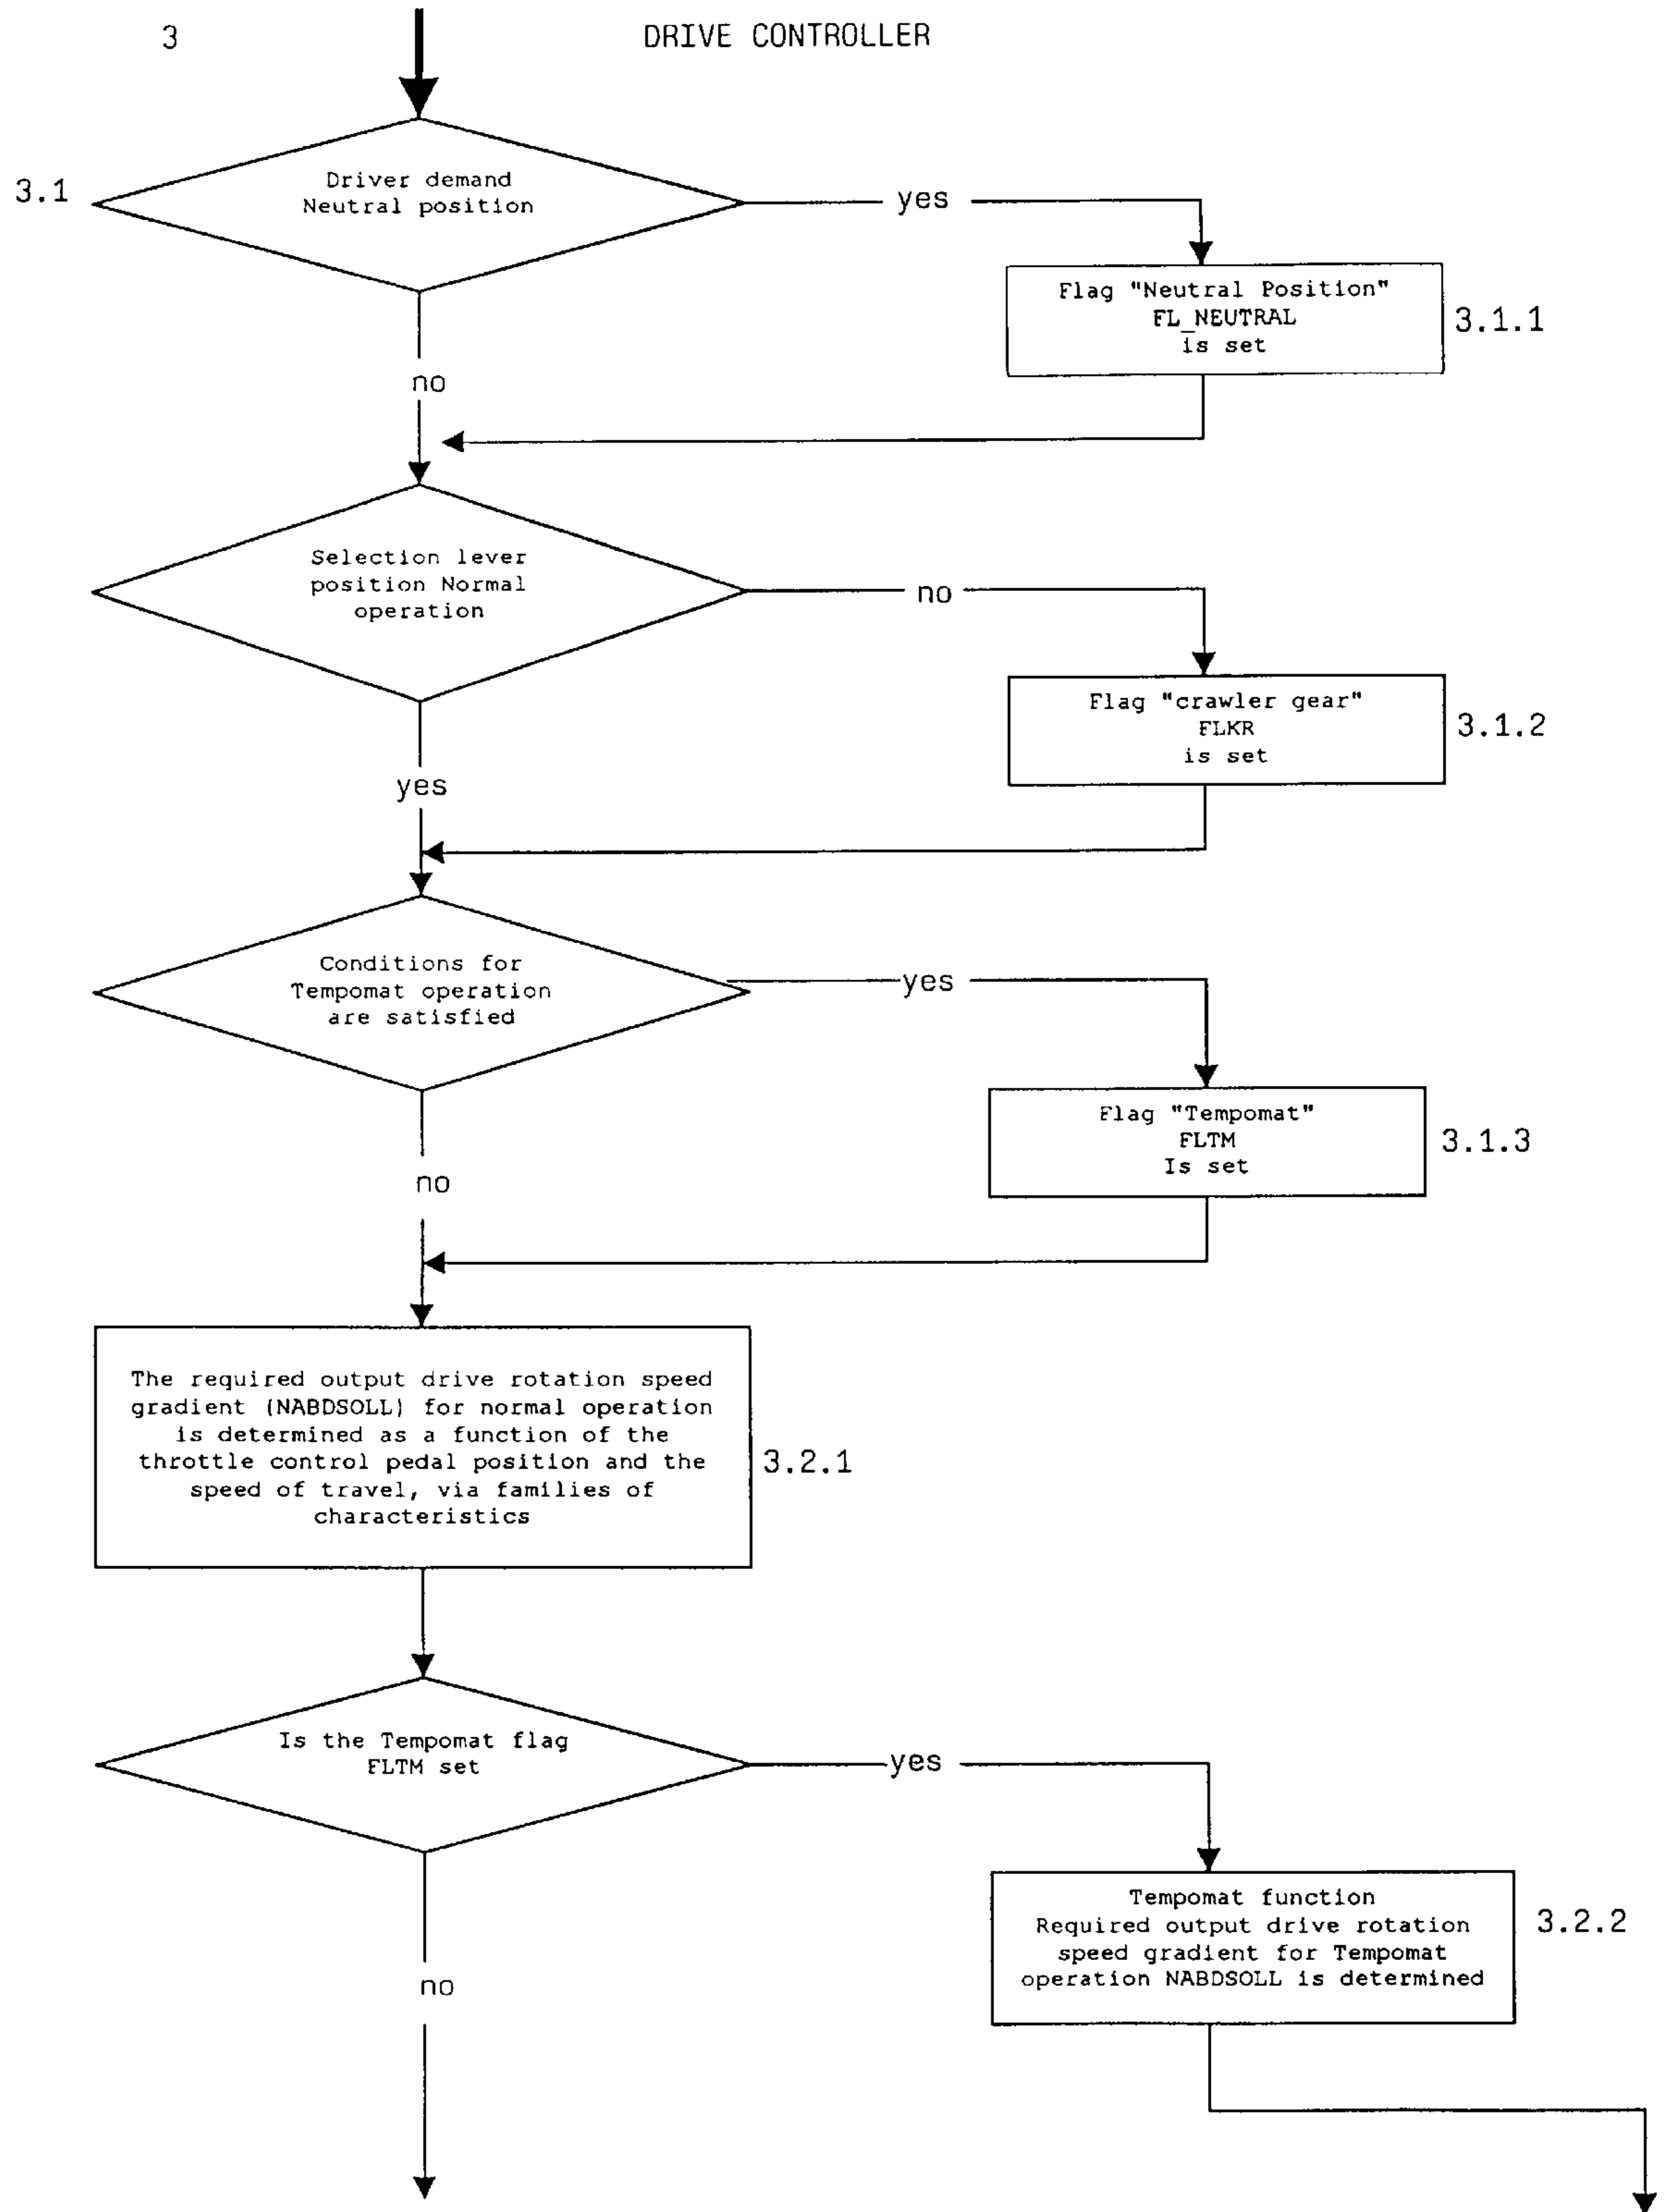 3
DRIVE CONTROLLER
3.1
Driver demand
Neutral position
yes
Flag "Neutral Position"
FL_NEUTRAL
is set
3.1.1
no
Selection lever
position Normal
operation
no
Flag "crawler gear"
FLKR
is set
3.1.2
yes
Conditions for
Tempomat operation
are satisfied
yes
Flag "Tempomat"
FLTM
Is set
3.1.3
no
The required output drive rotation speed
gradient (NABDSOLL) for normal operation
is determined as a function of the
throttle control pedal position and the
speed of travel, via families of
characteristics
3.2.1
Is the Tempomat flag
FLTM set
yes
Tempomat function
Required output drive rotation
speed gradient for Tempomat
operation NABDSOLL is determined
3.2.2
no